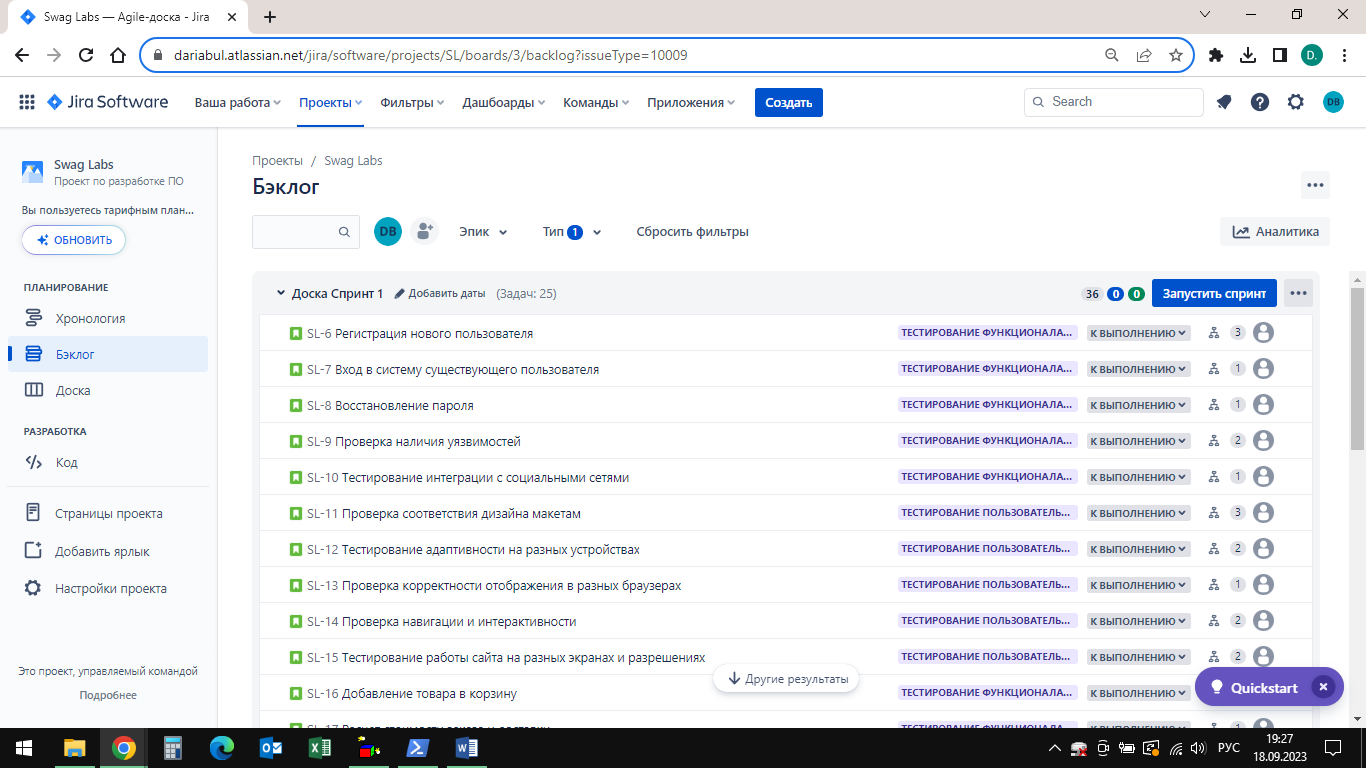 Swag Labs — Agile-доска - Jira
dariabul.atlassian.net/jira/software/projects/SL/boards/3/backlog?issueType=10009
D.
Jira Software
Ваша работа
Проекты
Фильтры
Дашборды
Команды
Приложения
Создать
Search
DB
Swag Labs
Проект по разработке ПО
Вы пользуетесь тарифным план...
ОБНОВИТЬ
ПЛАНИРОВАНИЕ
Хронология
Бэклог
Доска
РАЗРАБОТКА
Код
Страницы проекта
Добавить ярлык
Настройки проекта
Это проект, управляемый командой
Подробнее
Проекты / Swag Labs
Бэклог
DB
Эпик
Тип 1
Сбросить фильтры
Аналитика
Доска Спринт 1 Добавить даты (Задач: 25) 36 0 0 Запустить спринт
SL-6 Регистрация нового пользователя ТЕСТИРОВАНИЕ ФУНКЦИОНАЛА... К ВЫПОЛНЕНИЮ 3
SL-7 Вход в систему существующего пользователя ТЕСТИРОВАНИЕ ФУНКЦИОНАЛА... К ВЫПОЛНЕНИЮ 1
SL-8 Восстановление пароля ТЕСТИРОВАНИЕ ФУНКЦИОНАЛА... К ВЫПОЛНЕНИЮ 1
SL-9 Проверка наличия уязвимостей ТЕСТИРОВАНИЕ ФУНКЦИОНАЛА... К ВЫПОЛНЕНИЮ 2
SL-10 Тестирование интеграции с социальными сетями ТЕСТИРОВАНИЕ ФУНКЦИОНАЛА... К ВЫПОЛНЕНИЮ 1
SL-11 Проверка соответствия дизайна макетам ТЕСТИРОВАНИЕ ПОЛЬЗОВАТЕЛЬ... К ВЫПОЛНЕНИЮ 3
SL-12 Тестирование адаптивности на разных устройствах ТЕСТИРОВАНИЕ ПОЛЬЗОВАТЕЛЬ... К ВЫПОЛНЕНИЮ 2
SL-13 Проверка корректности отображения в разных браузерах ТЕСТИРОВАНИЕ ПОЛЬЗОВАТЕЛЬ... К ВЫПОЛНЕНИЮ 1
SL-14 Проверка навигации и интерактивности ТЕСТИРОВАНИЕ ПОЛЬЗОВАТЕЛЬ... К ВЫПОЛНЕНИЮ 2
SL-15 Тестирование работы сайта на разных экранах и разрешениях ТЕСТИРОВАНИЕ ПОЛЬЗОВАТЕЛЬ... К ВЫПОЛНЕНИЮ 2
Другие результаты
SL-16 Добавление товара в корзину ТЕСТИРОВАНИЕ ФУНКЦИОНАЛА... К ВЫПОЛНЕНИЮ
Quickstart
РУС
19:27
18.09.2023